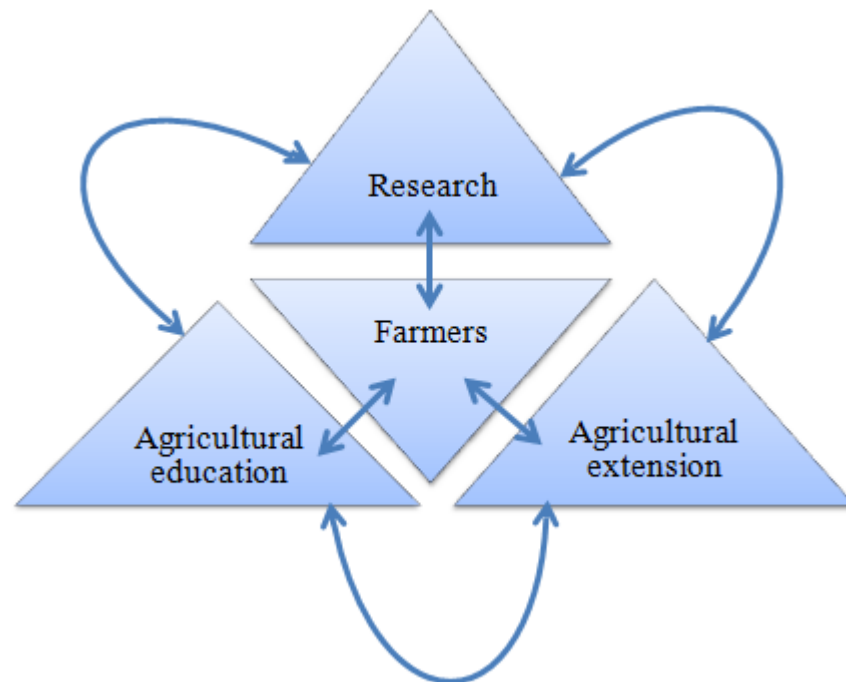 Research
Farmers
Agricultural
education
Agricultural
extension